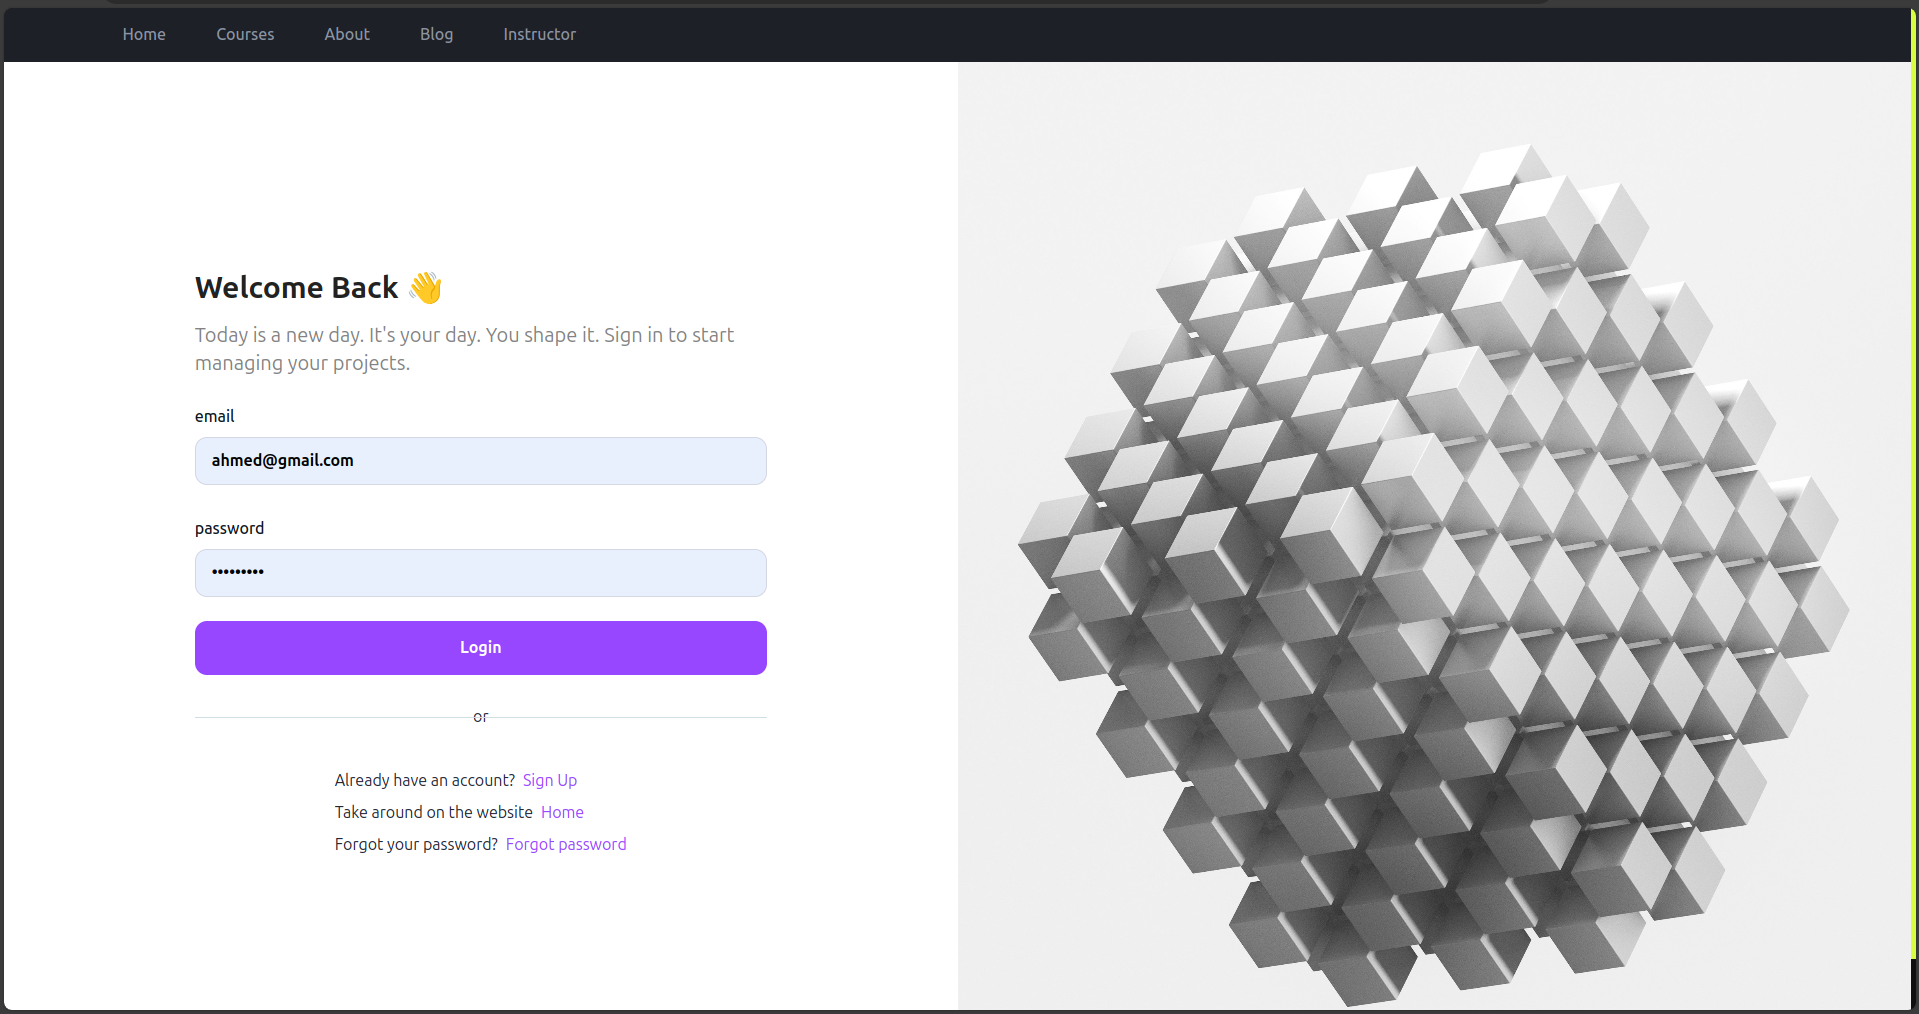 Home Courses About Blog Instructor
Welcome Back 👋
Today is a new day. It's your day. You shape it. Sign in to start
managing your projects.
email
ahmed@gmail.com
password
•••••••••
Login
or
Already have an account? Sign Up
Take around on the website Home
Forgot your password? Forgot password